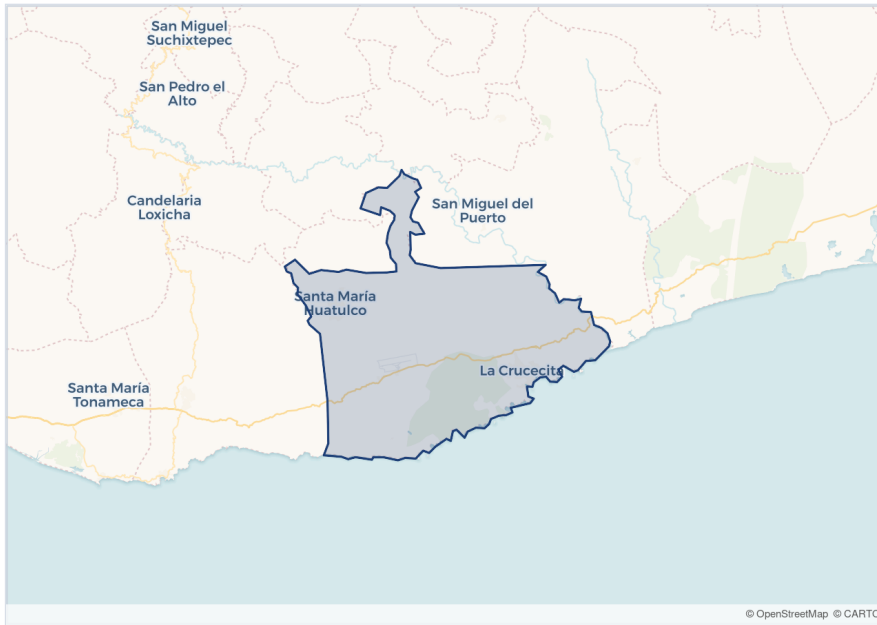 San Miguel
Suchixtepec
San Pedro el
Alto
Candelaria
Loxicha
San Miguel del
Puerto
Santa María
Huatulco
La Crucecita
Santa María
Tonameca
© OpenStreetMap © CARTO